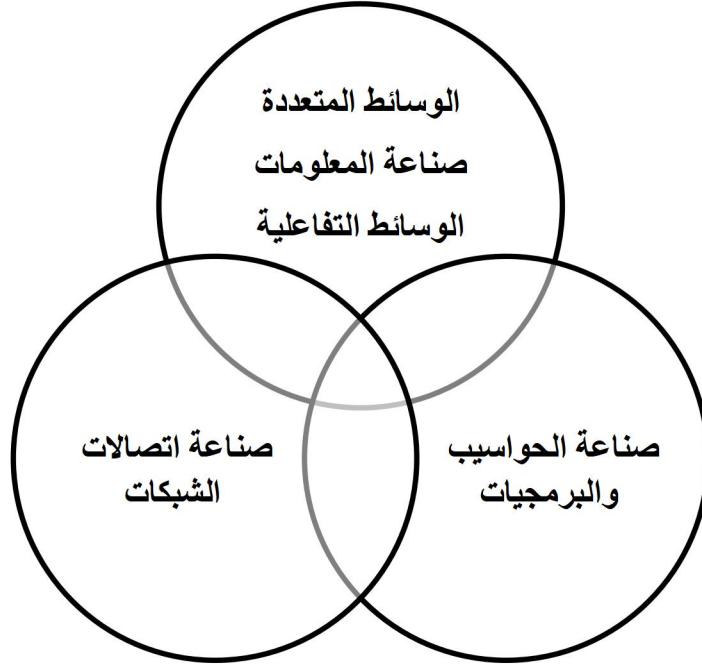 الوسائط المتعددة
صناعة المعلومات
الوسائط التفاعلية
صناعة الحواسيب
والبرمجيات
صناعة اتصالات
الشبكات